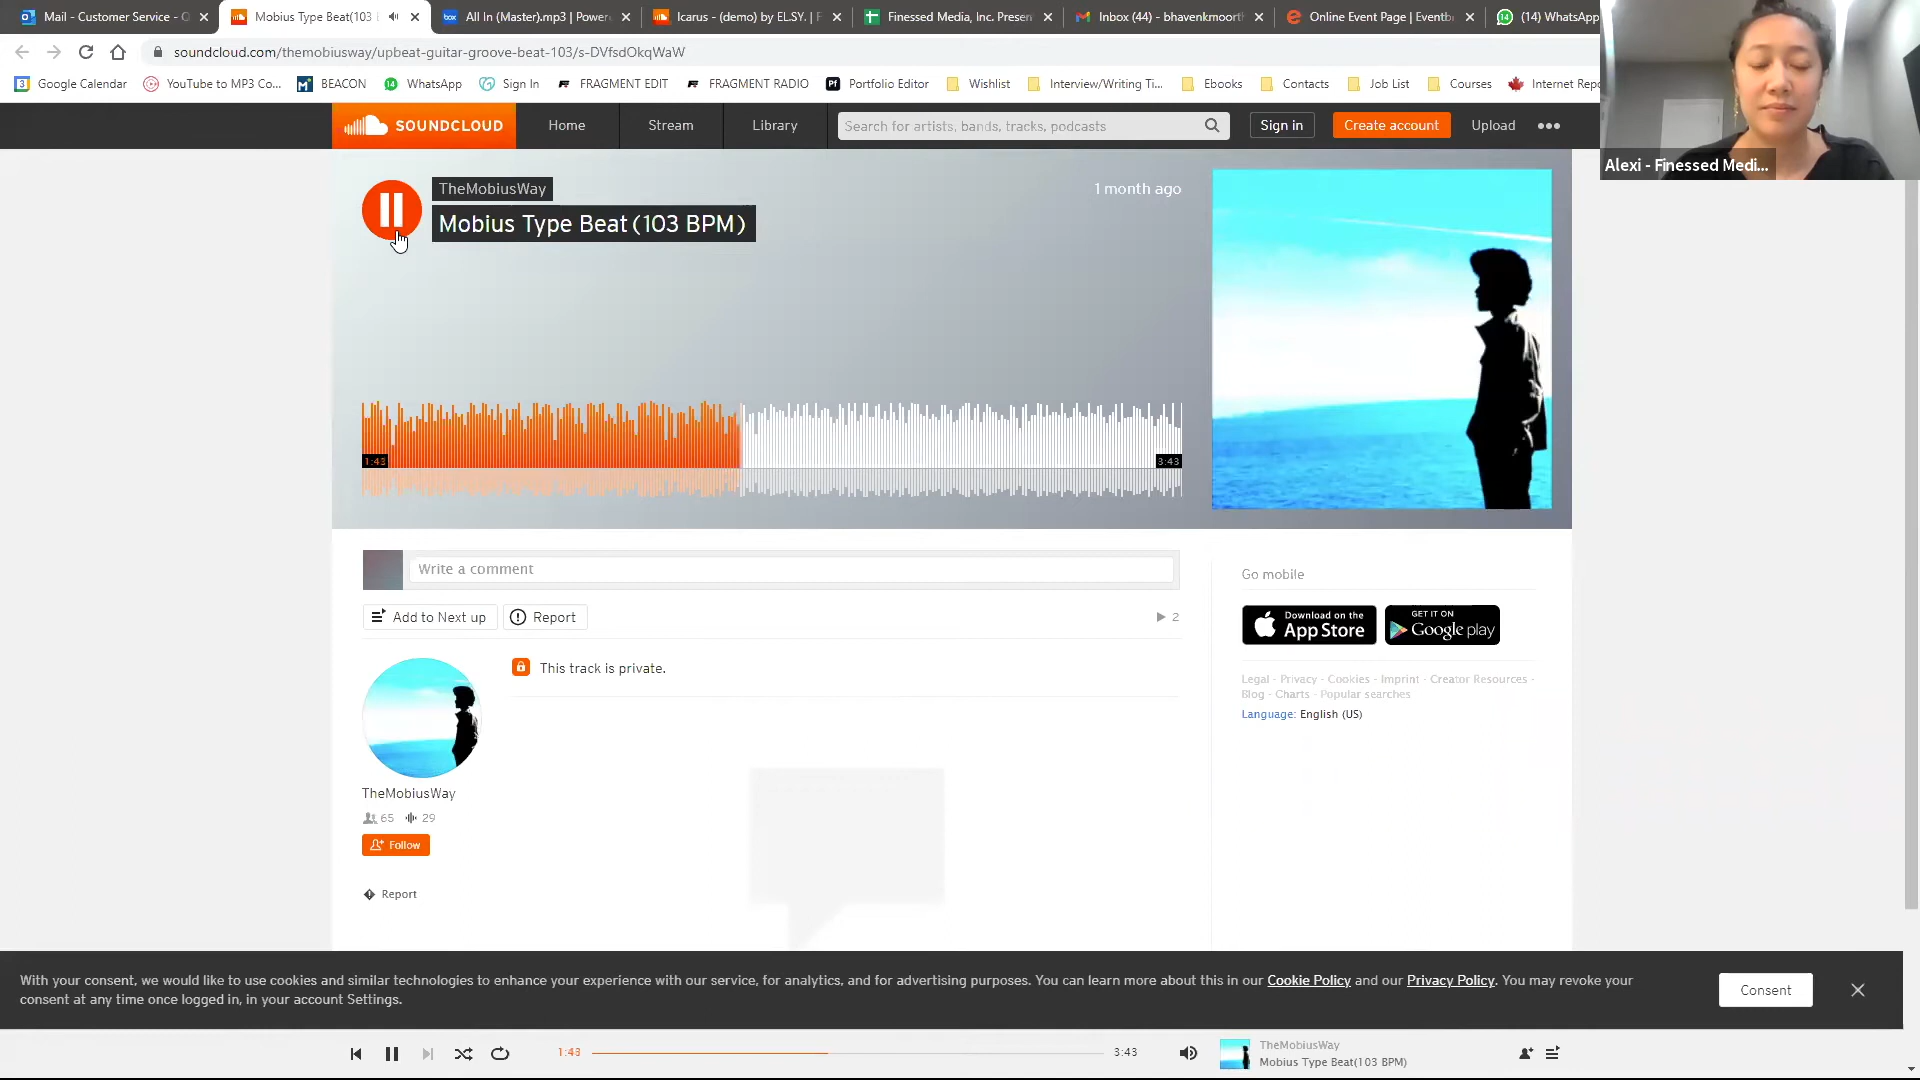 Mail - Customer Service - O
Mobius Type Beat(103
box
All In (Master).mp3 | Power
Icarus - (demo) by EL.SY. | F
Finessed Media, Inc. Presen
Inbox (44) - bhavenkmoort
Online Event Page | Eventb
(14) WhatsApp
soundcloud.com/themobiusway/upbeat-guitar-groove-beat-103/s-DVfsdOkqWaW
Google Calendar
YouTube to MP3 Co...
BEACON
WhatsApp
Sign In
FRAGMENT EDIT
FRAGMENT RADIO
Portfolio Editor
Wishlist
Interview/Writing Ti...
Ebooks
Contacts
Job List
Courses
Internet Repo
Alexi - Finessed Medi...
SOUNDCLOUD
Home
Stream
Library
Search for artists, bands, tracks, podcasts
Sign in
Create account
Upload
TheMobiusWay
1 month ago
Mobius Type Beat(103 BPM)
1:43
3:43
Write a comment
Add to Next up
Report
2
This track is private.
TheMobiusWay
65
29
Follow
Report
Go mobile
Download on the
App Store
GET IT ON
Google play
Legal - Privacy - Cookies - Imprint - Creator Resources -
Blog - Charts - Popular searches
Language: English (US)
With your consent, we would like to use cookies and similar technologies to enhance your experience with our service, for analytics, and for advertising purposes. You can learn more about this in our Cookie Policy and our Privacy Policy. You may revoke your
consent at any time once logged in, in your account Settings.
Consent
1:43
3:43
TheMobiusWay
Mobius Type Beat(103 BPM)